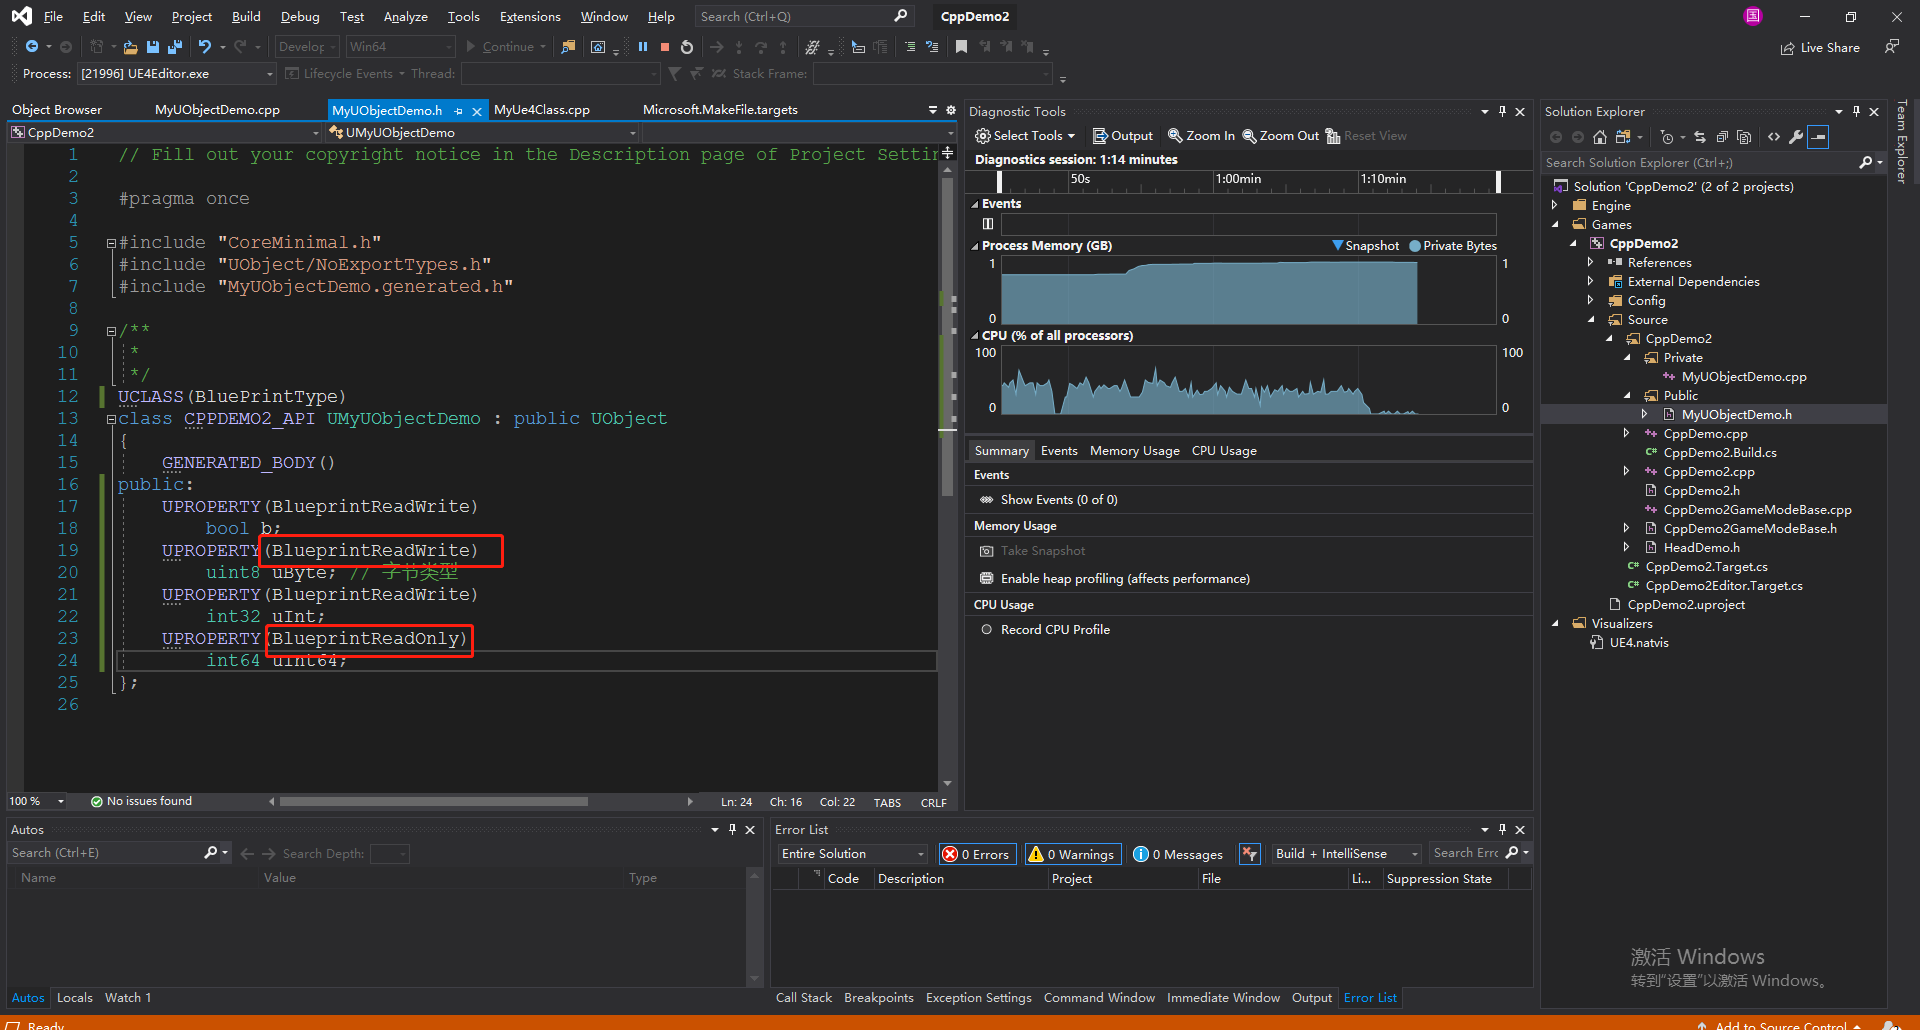 File Edit View Project Build Debug Test Analyze Tools Extensions Window Help Search (Ctrl+Q) CppDemo2 国
Develop Win64 Continue Live Share
Process: [21996] UE4Editor.exe Lifecycle Events Thread: Stack Frame:
Object Browser MyUObjectDemo.cpp MyUObjectDemo.h MyUe4Class.cpp Microsoft.MakeFile.targets
CppDemo2 UMyUObjectDemo
1 // Fill out your copyright notice in the Description page of Project Settin
2
3 #pragma once
4
5 #include "CoreMinimal.h"
6 #include "UObject/NoExportTypes.h"
7 #include "MyUObjectDemo.generated.h"
8
9 /**
10 *
11 */
12 UCLASS(BluePrintType)
13 class CPPDEMO2_API UMyUObjectDemo : public UObject
14 {
15 GENERATED_BODY()
16 public:
17 UPROPERTY(BlueprintReadWrite)
18 bool b;
19 UPROPERTY(BlueprintReadWrite)
20 uint8 uByte; // 字节类型
21 UPROPERTY(BlueprintReadWrite)
22 int32 uInt;
23 UPROPERTY(BlueprintReadOnly)
24 int64 uint64;
25 };
26
100 % No issues found Ln: 24 Ch: 16 Col: 22 TABS CRLF
Diagnostic Tools
Select Tools Output Zoom In Zoom Out Reset View
Diagnostics session: 1:14 minutes
50s 1:00min 1:10min
Events
Process Memory (GB) Snapshot Private Bytes
1 1
0 0
CPU (% of all processors)
100 100
0 0
Summary Events Memory Usage CPU Usage
Events
Show Events (0 of 0)
Memory Usage
Take Snapshot
Enable heap profiling (affects performance)
CPU Usage
Record CPU Profile
Solution Explorer
Search Solution Explorer (Ctrl+;)
Solution 'CppDemo2' (2 of 2 projects)
Engine
Games
CppDemo2
References
External Dependencies
Config
Source
CppDemo2
Private
MyUObjectDemo.cpp
Public
MyUObjectDemo.h
CppDemo.cpp
CppDemo2.Build.cs
CppDemo2.cpp
CppDemo2.h
CppDemo2GameModeBase.cpp
CppDemo2GameModeBase.h
HeadDemo.h
CppDemo2.Target.cs
CppDemo2Editor.Target.cs
CppDemo2.uproject
Visualizers
UE4.natvis
Team Explorer
Autos
Search (Ctrl+E) Search Depth:
Name Value Type
Autos Locals Watch 1
Error List
Entire Solution 0 Errors 0 Warnings 0 Messages Build + IntelliSense Search Errc
Code Description Project File Li... Suppression State
Call Stack Breakpoints Exception Settings Command Window Immediate Window Output Error List
激活 Windows
转到“设置”以激活 Windows。
Ready Add to Source Control